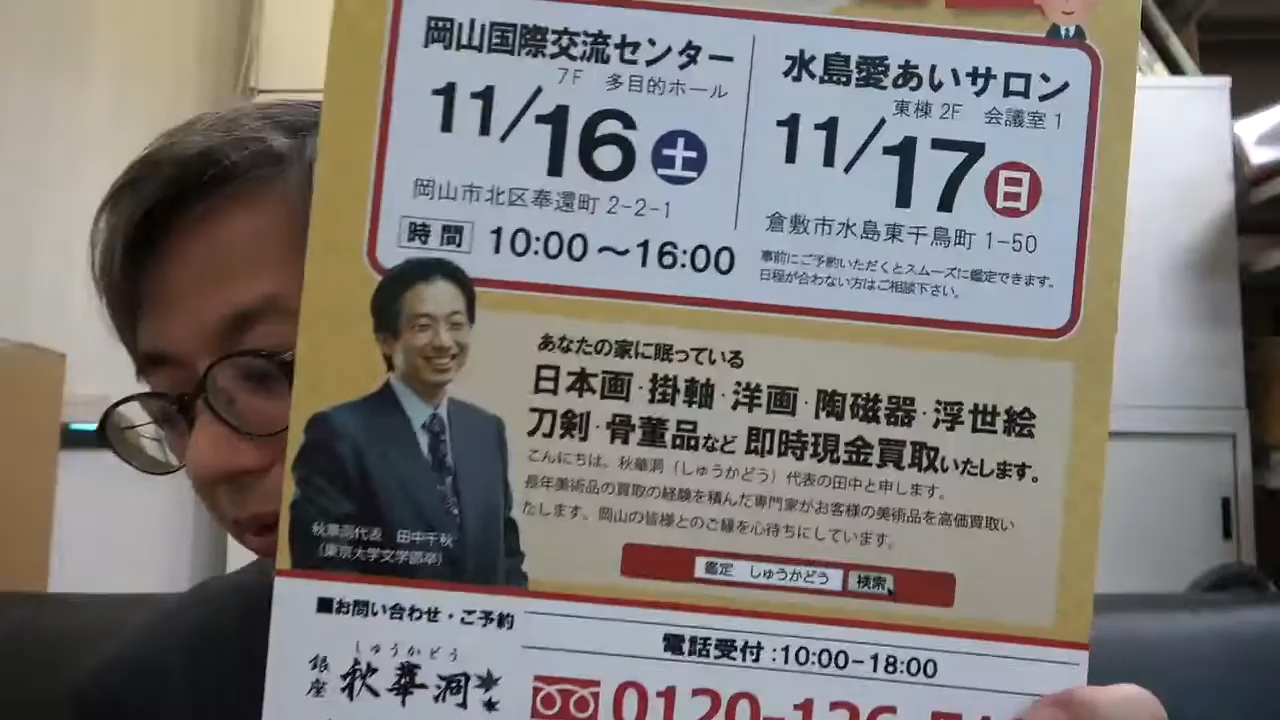 岡山国際交流センター
7F 多目的ホール
11/16 土
岡山市北区奉還町 2-2-1
水島愛あいサロン
東棟 2F 会議室 1
11/17 日
倉敷市水島東千鳥町 1-50
時間 10:00〜16:00
事前にご予約いただくとスムーズに鑑定できます。
日程が合わない方はご相談下さい。
あなたの家に眠っている
日本画・掛軸・洋画・陶磁器・浮世絵
刀剣・骨董品など 即時現金買取いたします。
こんにちは。秋華洞（しゅうかどう）代表の田中と申します。
長年美術品の買取の経験を積んだ専門家がお客様の美術品を高価買取い
たします。岡山の皆様とのご縁を心待ちにしています。
秋華洞代表 田中千秋
（東京大学文学部卒）
鑑定 しゅうかどう 検索
■お問い合わせ・ご予約
しゅうかどう
銀座 秋華洞
電話受付:10:00-18:00
0120-126-5